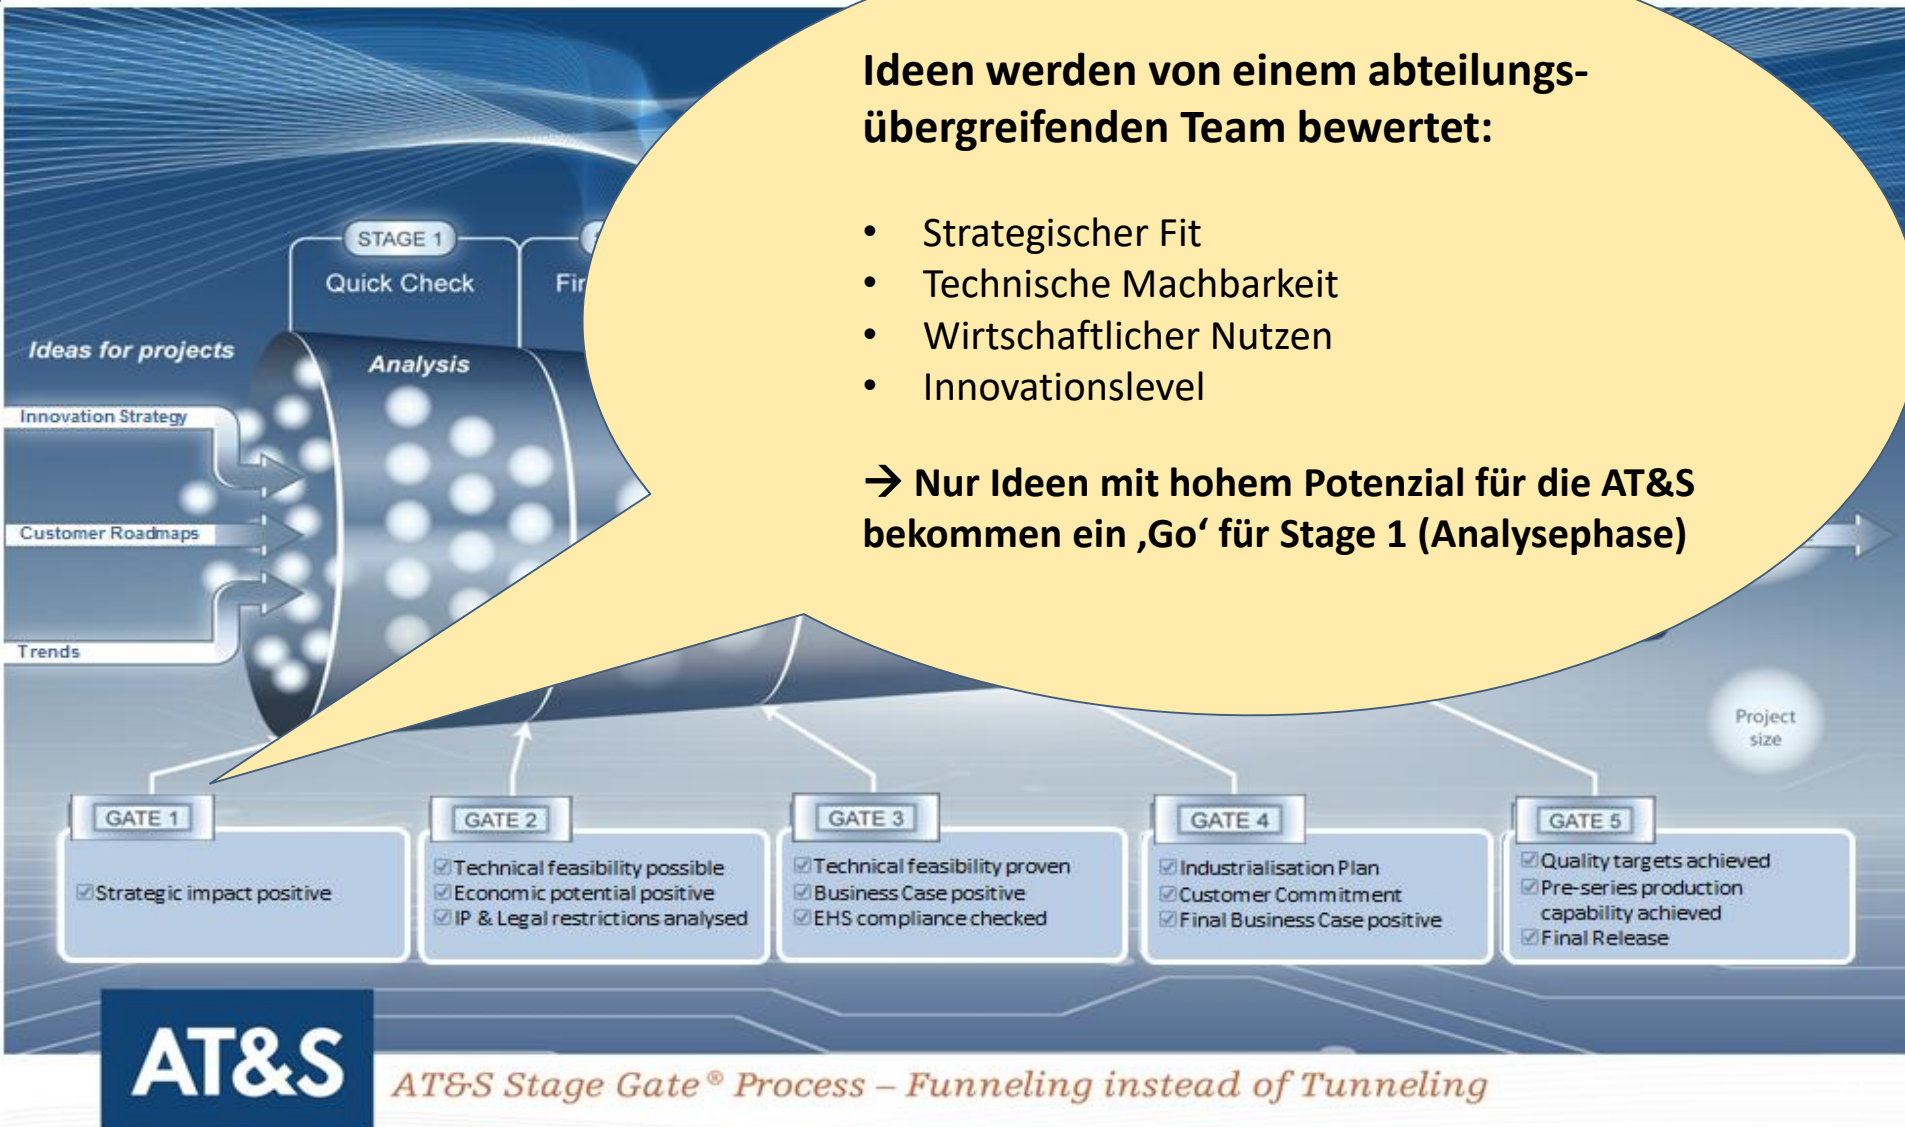 Ideen werden von einem abteilungs-
übergreifenden Team bewertet:
• Strategischer Fit
• Technische Machbarkeit
• Wirtschaftlicher Nutzen
• Innovationslevel
→ Nur Ideen mit hohem Potenzial für die AT&S
bekommen ein ‚Go‘ für Stage 1 (Analysephase)
STAGE 1
Quick Check
Ideas for projects
Analysis
Innovation Strategy
Customer Roadmaps
Trends
Project
size
GATE 1
☑Strategic impact positive
GATE 2
☑Technical feasibility possible
☑Economic potential positive
☑IP & Legal restrictions analysed
GATE 3
☑Technical feasibility proven
☑Business Case positive
☑EHS compliance checked
GATE 4
☑Industrialisation Plan
☑Customer Commitment
☑Final Business Case positive
GATE 5
☑Quality targets achieved
☑Pre-series production
capability achieved
☑Final Release
AT&S
AT&S Stage Gate® Process – Funneling instead of Tunneling